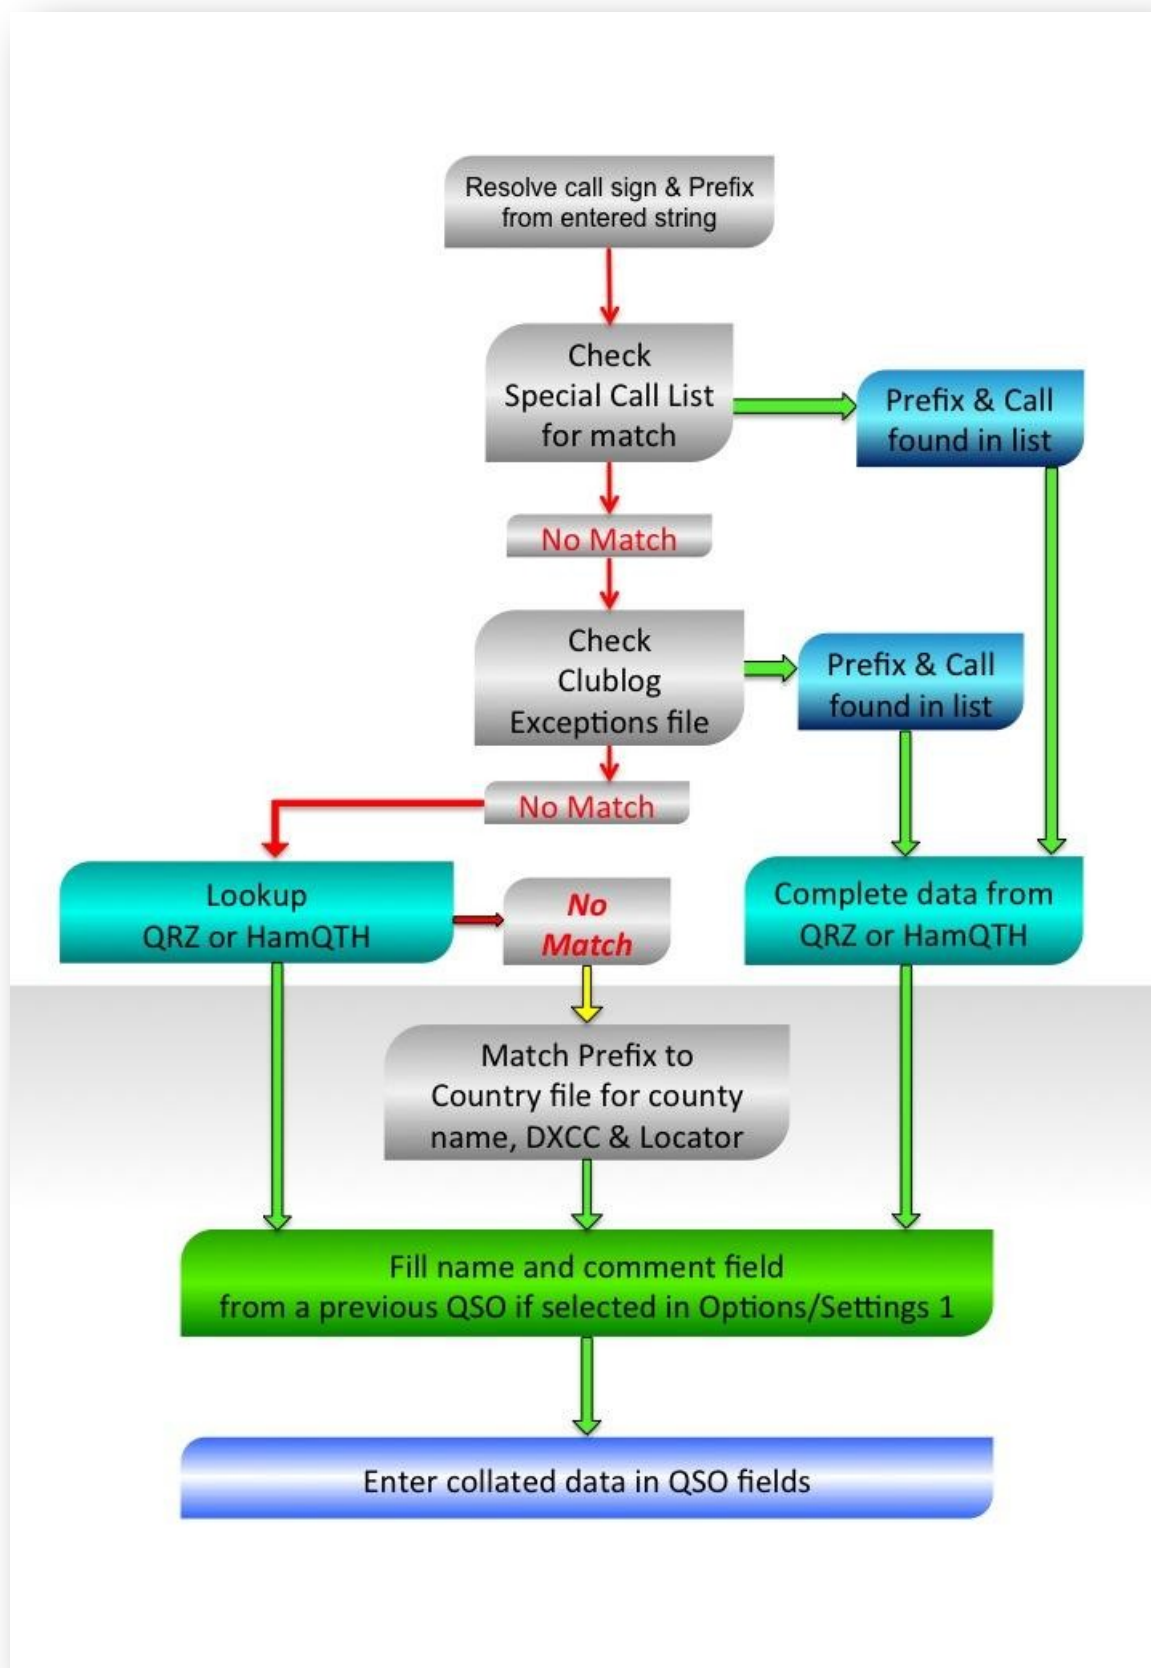 Resolve call sign & Prefix
from entered string
Check
Special Call List
for match
Prefix & Call
found in list
No Match
Check
Clublog
Exceptions file
Prefix & Call
found in list
No Match
Lookup
QRZ or HamQTH
No
Match
Complete data from
QRZ or HamQTH
Match Prefix to
Country file for county
name, DXCC & Locator
Fill name and comment field
from a previous QSO if selected in Options/Settings 1
Enter collated data in QSO fields